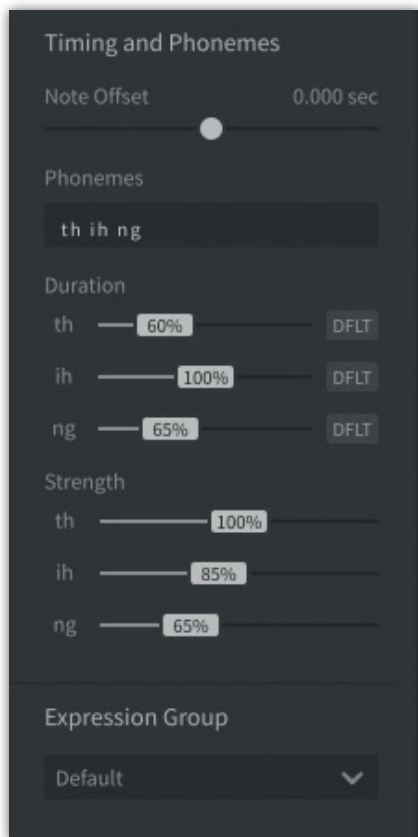 Timing and Phonemes
Note Offset 0.000 sec
Phonemes
th ih ng
Duration
th 60% DFLT
ih 100% DFLT
ng 65% DFLT
Strength
th 100%
ih 85%
ng 65%
Expression Group
Default